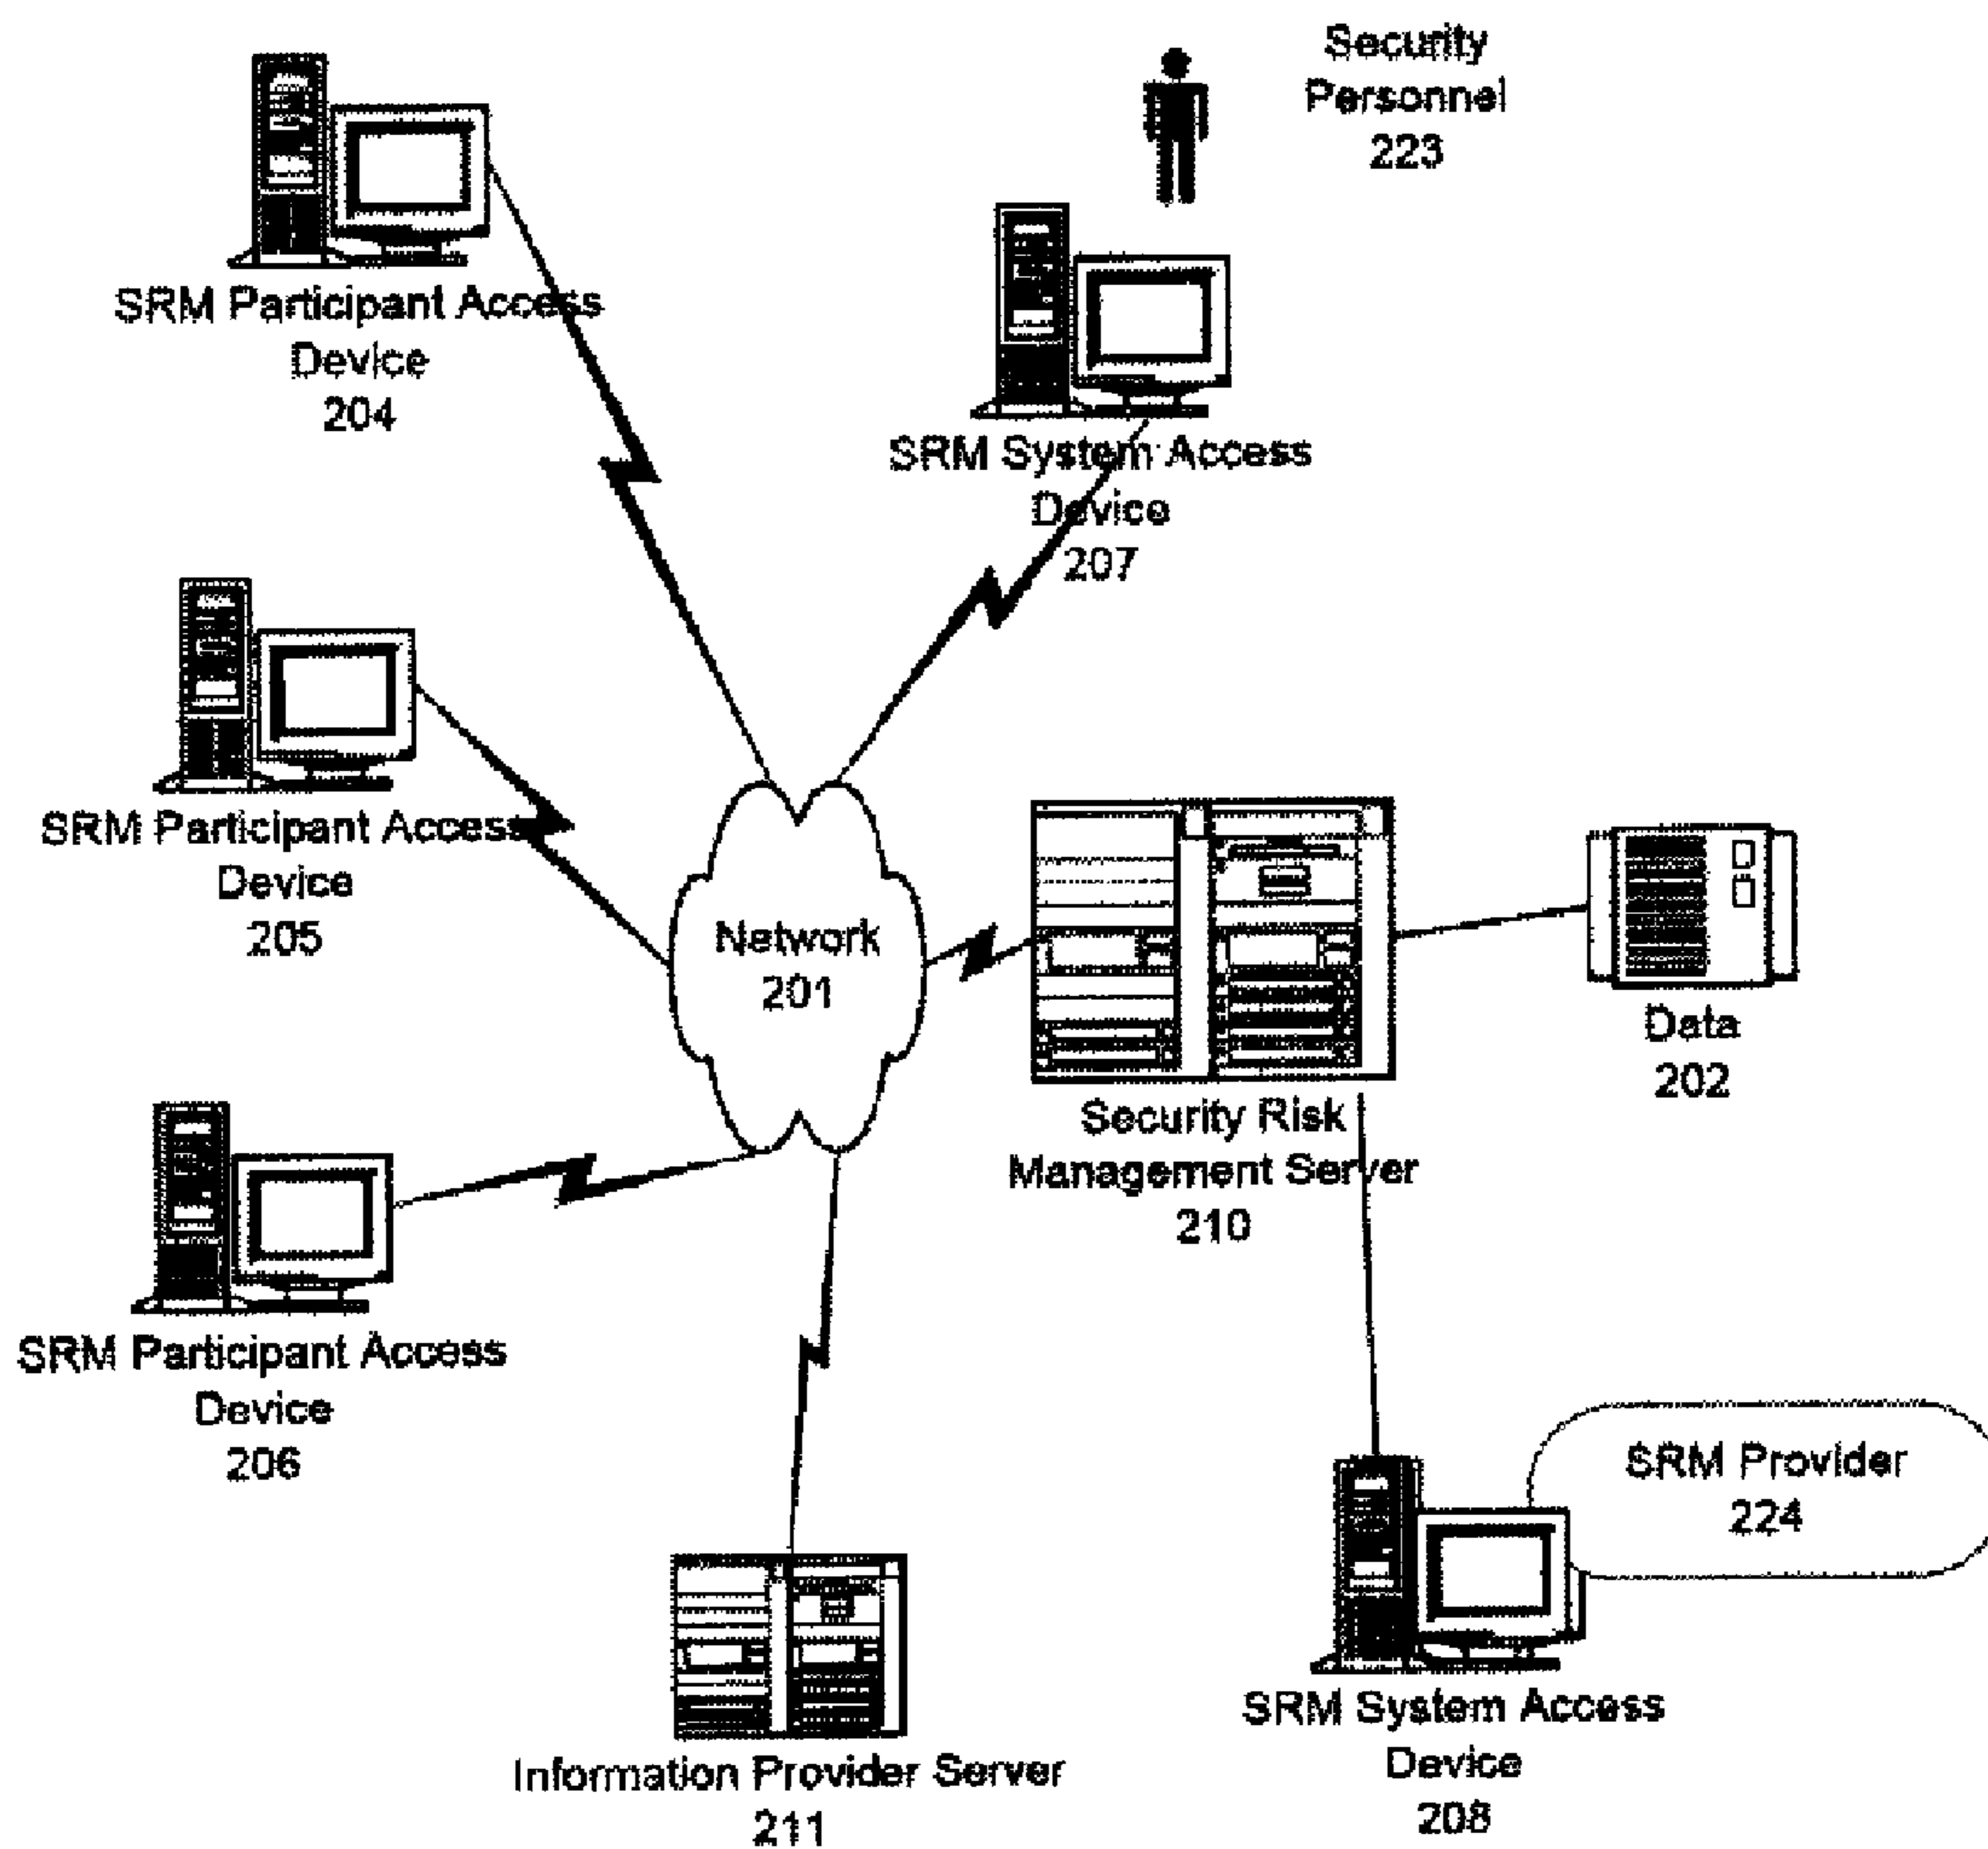 Security
Personnel
223
SRM Participant Access
Device
204
SRM System Access
Device
207
SRM Participant Access
Device
205
Network
201
Data
202
Security Risk
Management Server
210
SRM Participant Access
Device
206
SRM Provider
224
SRM System Access
Device
208
Information Provider Server
211